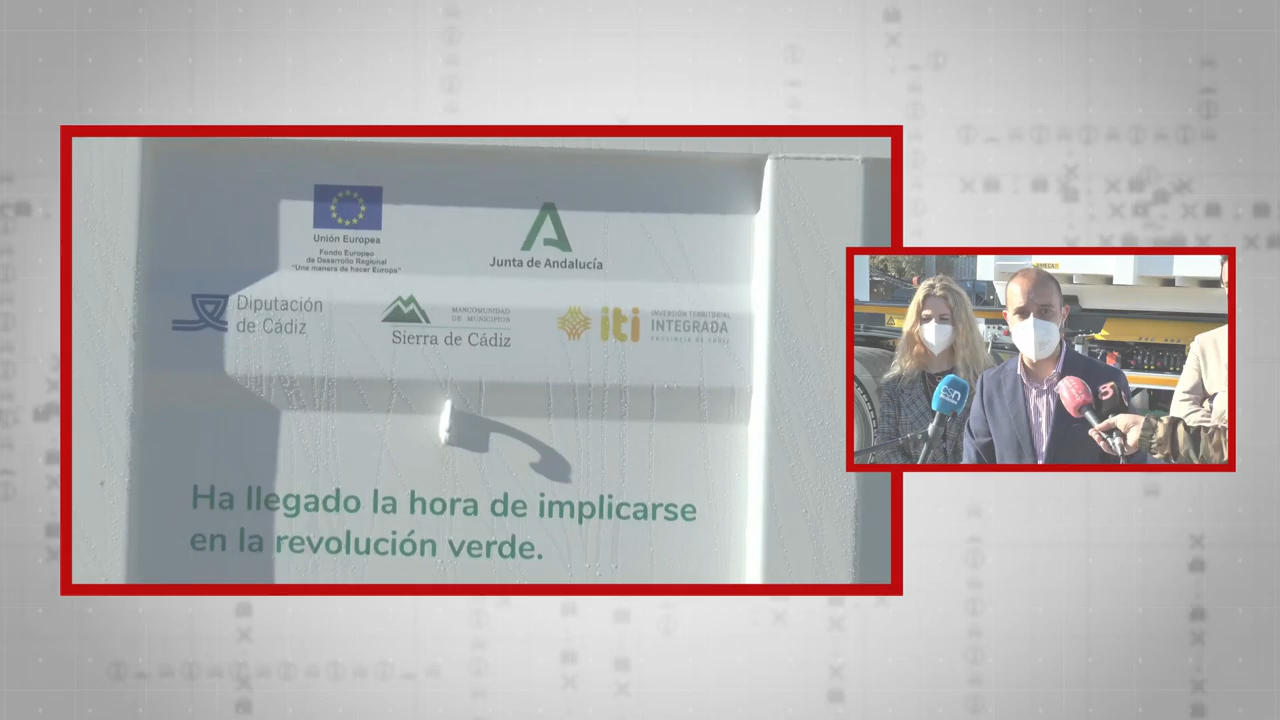 Unión Europea
Fondo Europeo
de Desarrollo Regional
"Una manera de hacer Europa"
Junta de Andalucía
Diputación
de Cádiz
MANCOMUNIDAD
DE MUNICIPIOS
Sierra de Cádiz
iti
INVERSIÓN TERRITORIAL
INTEGRADA
PROVINCIA DE CÁDIZ
Ha llegado la hora de implicarse
en la revolución verde.
csn